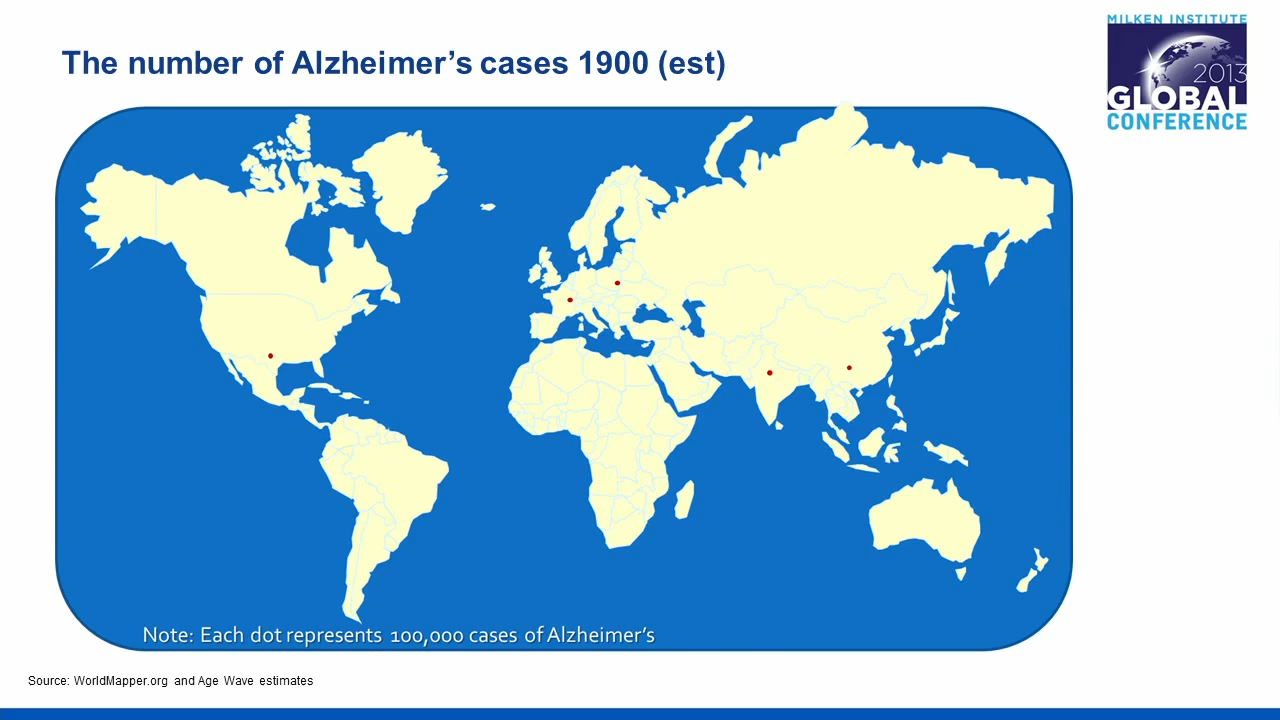 MILKEN INSTITUTE
2013
GLOBAL
CONFERENCE
The number of Alzheimer’s cases 1900 (est)
Note: Each dot represents 100,000 cases of Alzheimer’s
Source: WorldMapper.org and Age Wave estimates